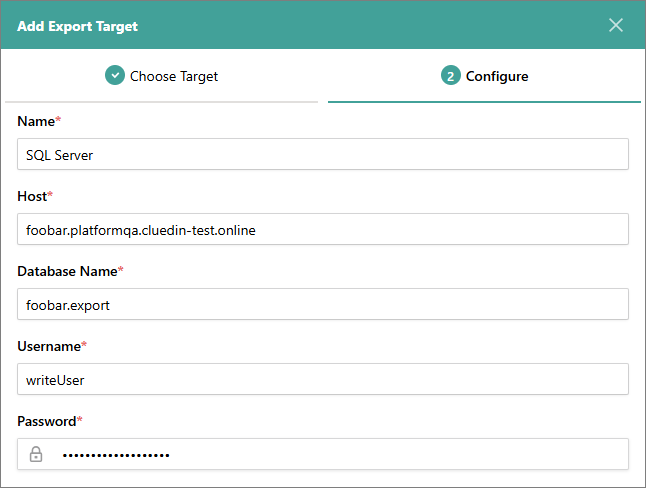 Add Export Target
Choose Target
2 Configure
Name*
SQL Server
Host*
foobar.platformqa.cluedin-test.online
Database Name*
foobar.export
Username*
writeUser
Password*
•••••••••••••••••••